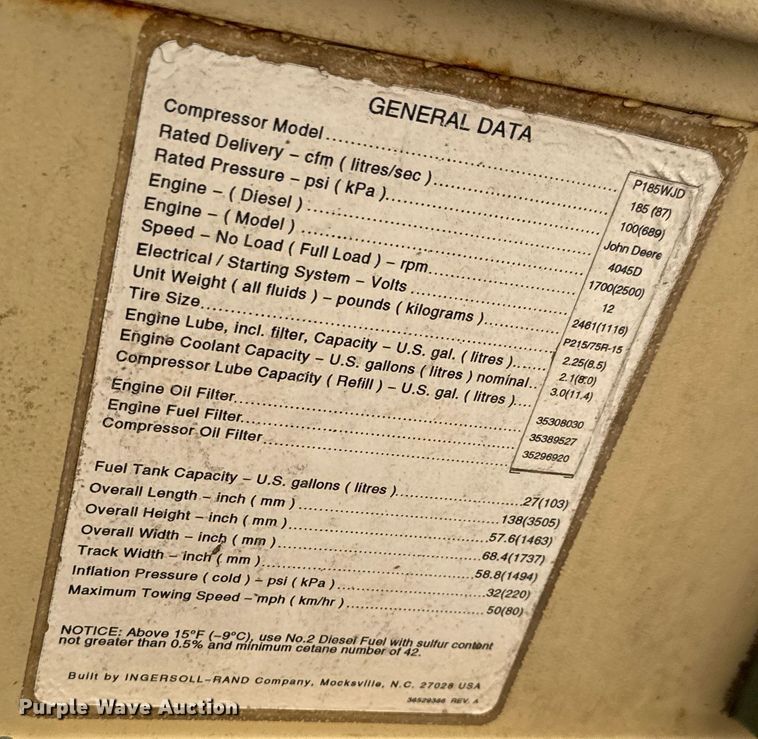 GENERAL DATA
Compressor Model P185WJD
Rated Delivery – cfm ( litres/sec ) 185 (87)
Rated Pressure – psi ( kPa ) 100(689)
Engine – ( Diesel ) John Deere
Engine – ( Model ) 4045D
Speed – No Load ( Full Load ) – rpm 1700(2500)
Electrical / Starting System – Volts 12
Unit Weight ( all fluids ) – pounds ( kilograms ) 2461(1116)
Tire Size P215/75R-15
Engine Lube, incl. filter, Capacity – U.S. gal. ( litres ) 2.25(8.5)
Engine Coolant Capacity – U.S. gallons ( litres ) nominal 2.1(8.0)
Compressor Lube Capacity ( Refill ) – U.S. gal. ( litres ) 3.0(11.4)
Engine Oil Filter 35308030
Engine Fuel Filter 35389527
Compressor Oil Filter 35296920
Fuel Tank Capacity – U.S. gallons ( litres ) 27(103)
Overall Length – inch ( mm ) 138(3505)
Overall Height – inch ( mm ) 57.6(1463)
Overall Width – inch ( mm ) 68.4(1737)
Track Width – inch ( mm ) 58.8(1494)
Inflation Pressure ( cold ) – psi ( kPa ) 32(220)
Maximum Towing Speed – mph ( km/hr ) 50(80)
NOTICE: Above 15°F (–9°C), use No.2 Diesel Fuel with sulfur content
not greater than 0.5% and minimum cetane number of 42.
Built by INGERSOLL–RAND Company, Mocksville, N.C. 27028 USA
36529386 REV. A
Purple Wave Auction